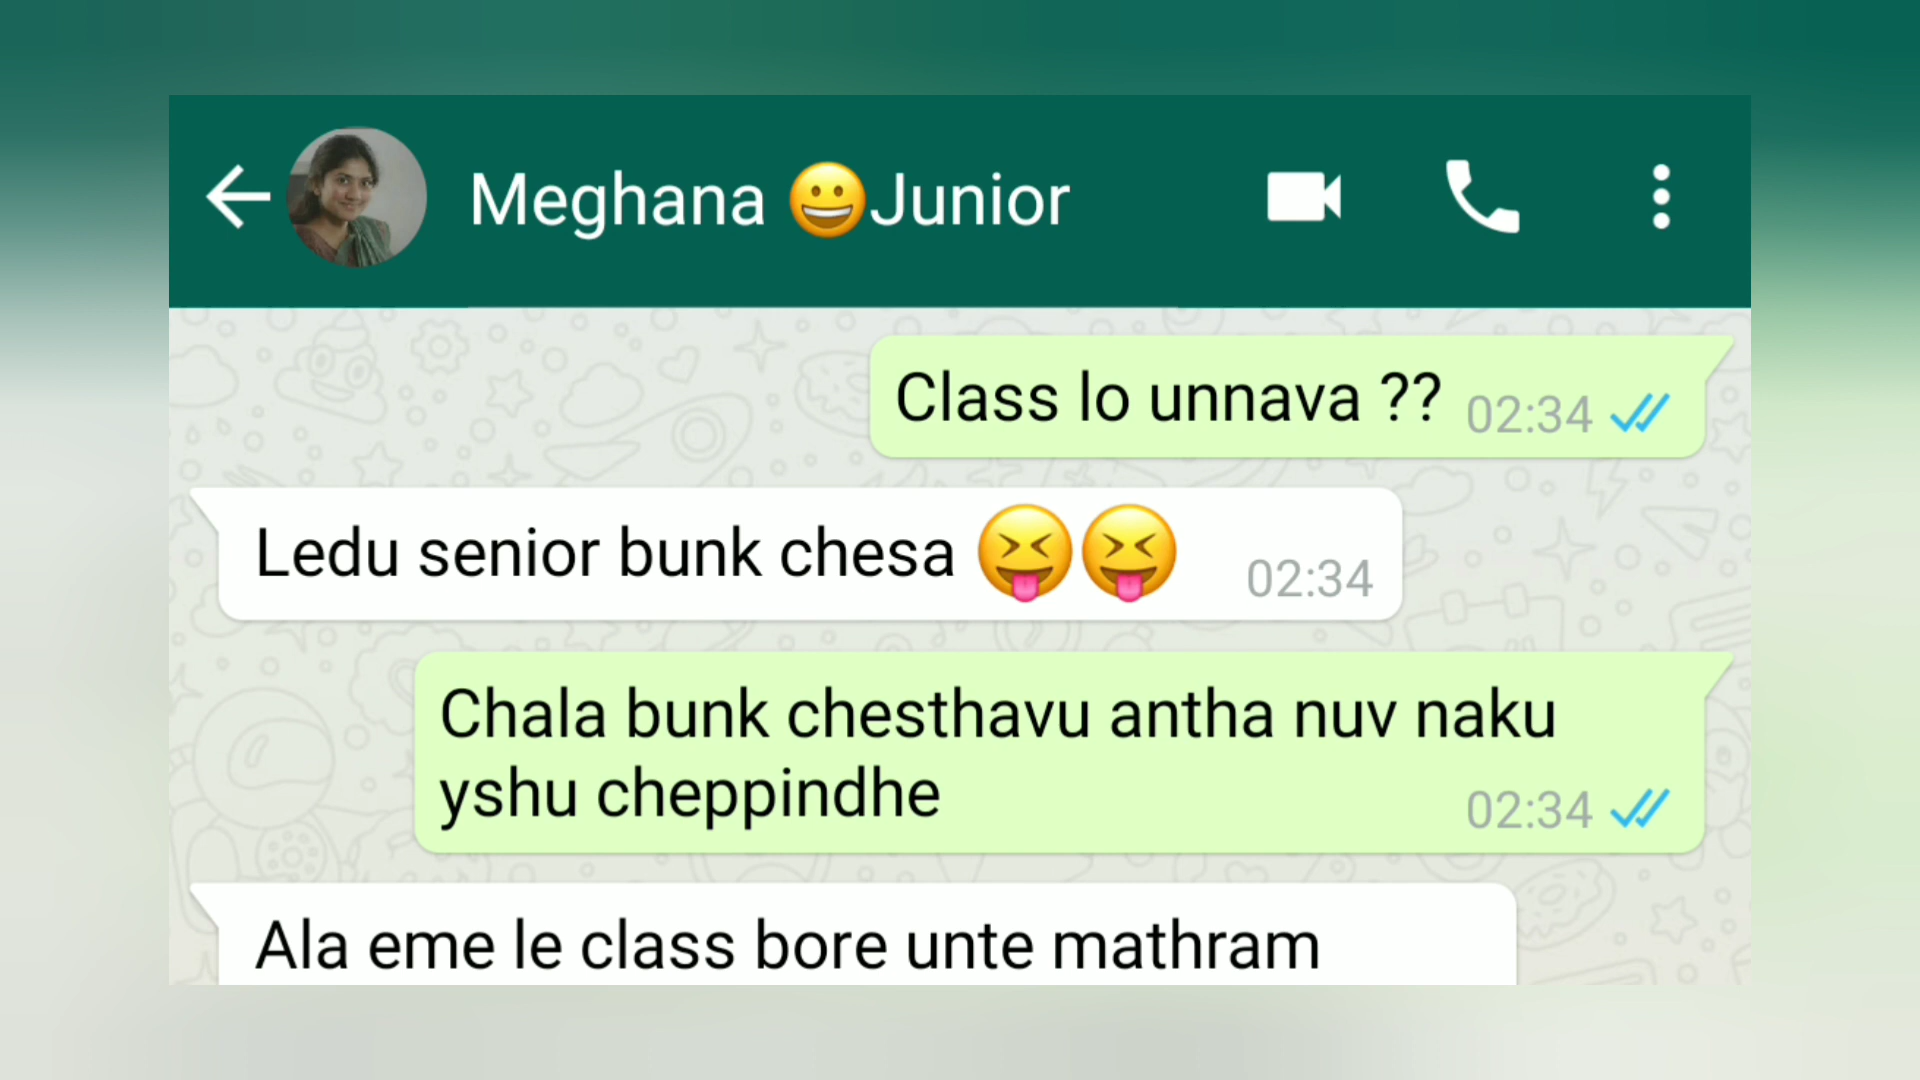 Meghana 😀Junior
Class lo unnava ??
02:34
Ledu senior bunk chesa 😝😝
02:34
Chala bunk chesthavu antha nuv naku
yshu cheppindhe
02:34
Ala eme le class bore unte mathram